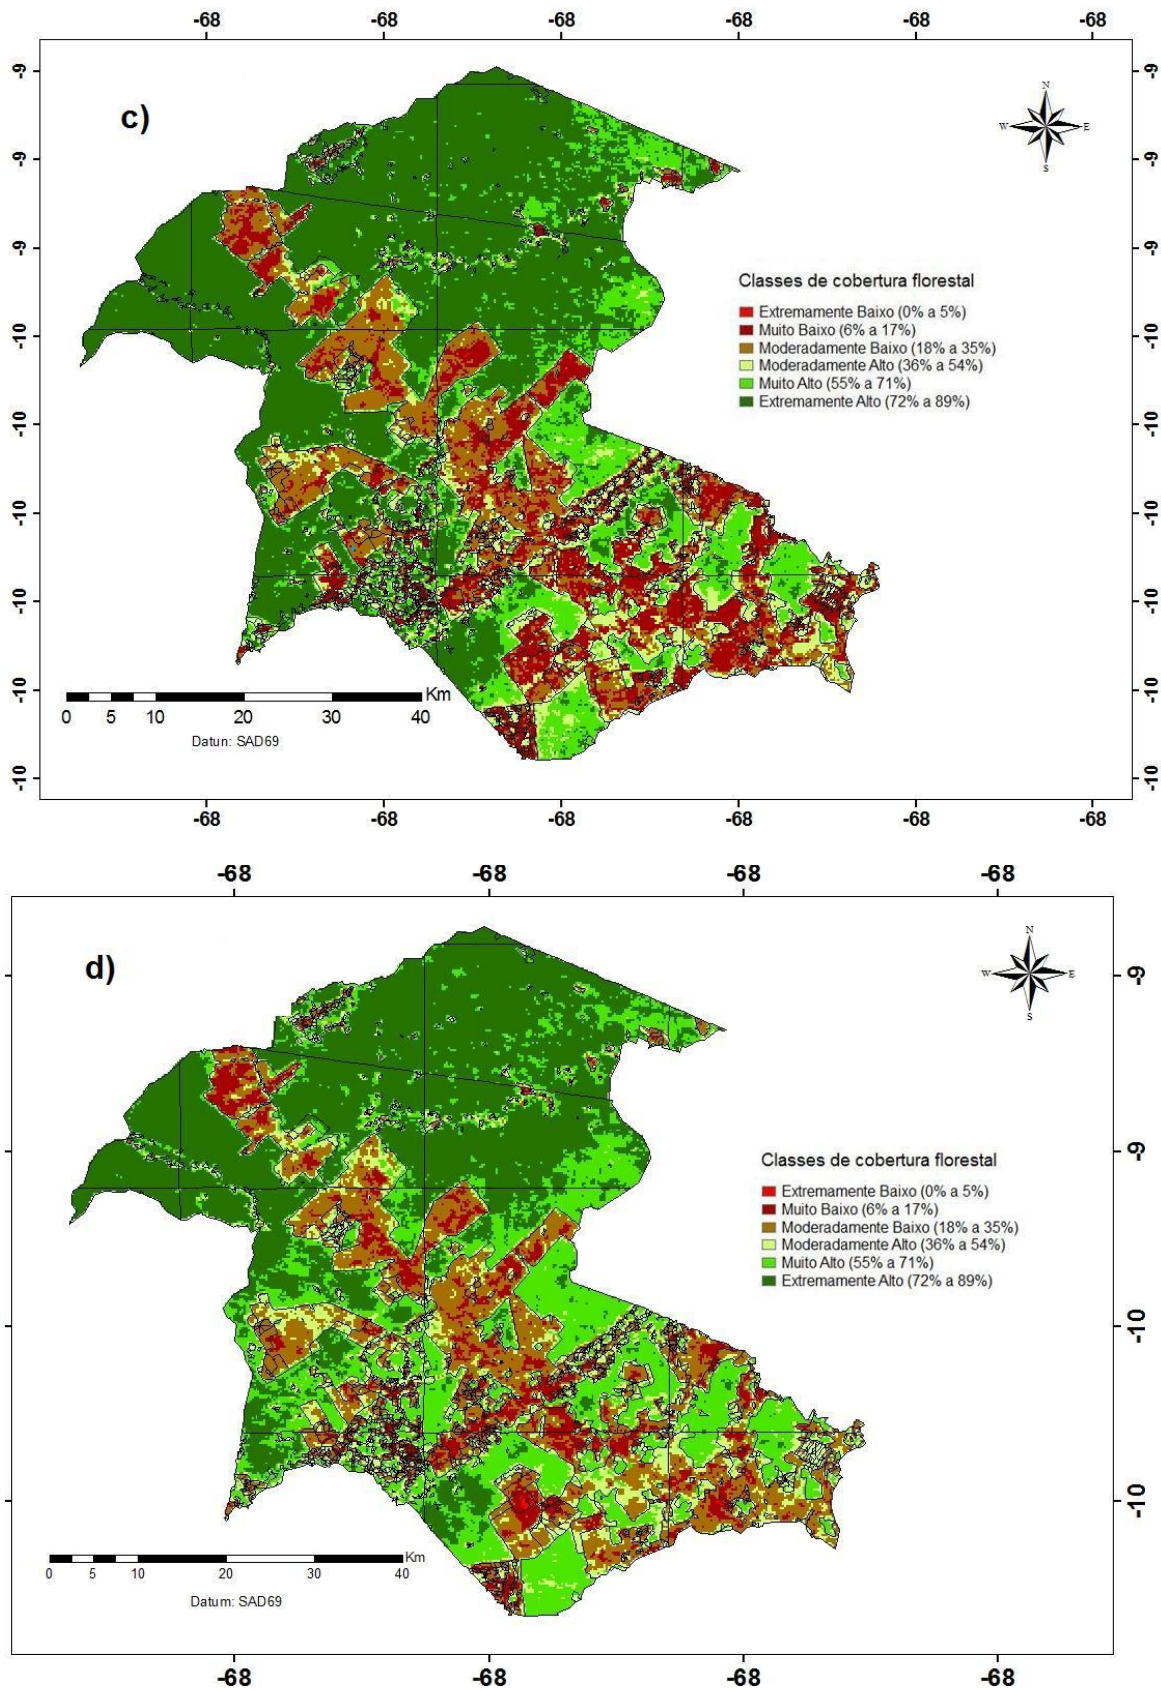 -68 -68 -68 -68 -68 -68
-9 -9
c)
N
W E
S
-9 -9
-9 -9
Classes de cobertura florestal
Extremamente Baixo (0% a 5%)
Muito Baixo (6% a 17%)
-10 -10
Moderadamente Baixo (18% a 35%)
Moderadamente Alto (36% a 54%)
Muito Alto (55% a 71%)
Extremamente Alto (72% a 89%)
-10 -10
-10 -10
-10 -10
-10 -10
Km
0 5 10 20 30 40
Datun: SAD69
-10 -10
-68 -68 -68 -68 -68 -68
-68 -68 -68 -68
d)
N
W E
S
-9
-9
Classes de cobertura florestal
Extremamente Baixo (0% a 5%)
Muito Baixo (6% a 17%)
Moderadamente Baixo (18% a 35%)
Moderadamente Alto (36% a 54%)
Muito Alto (55% a 71%)
Extremamente Alto (72% a 89%)
-10
-10
Km
0 5 10 20 30 40
Datum: SAD69
-68 -68 -68 -68